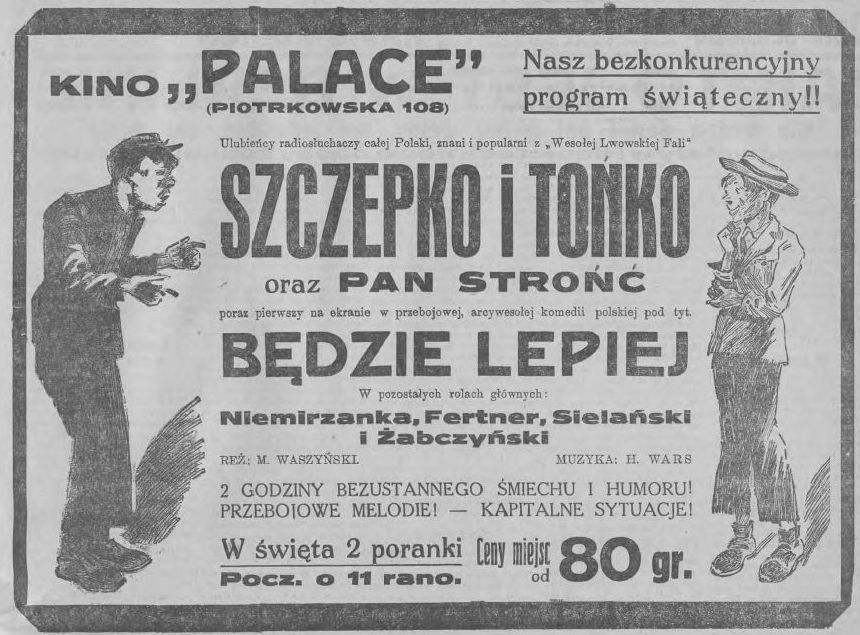 KINO „PALACE”
(PIOTRKOWSKA 108)
Nasz bezkonkurencyjny
program świąteczny!!
Ulubieńcy radiosłuchaczy całej Polski, znani i popularni z „Wesołej Lwowskiej Fali“
SZCZEPKO i TOŃKO
oraz PAN STROŃĆ
poraz pierwszy na ekranie w przebojowej, arcywesołej komedii polskiej pod tyt.
BĘDZIE LEPIEJ
W pozostałych rolach głównych:
Niemirzanka, Fertner, Sielański
i Żabczyński
REŻ: M. WASZYŃSKI.
MUZYKA: H. WARS
2 GODZINY BEZUSTANNEGO ŚMIECHU I HUMORU!
PRZEBOJOWE MELODIE! — KAPITALNE SYTUACJE!
W święta 2 poranki
Pocz. o 11 rano.
Ceny miejsc
od 80 gr.